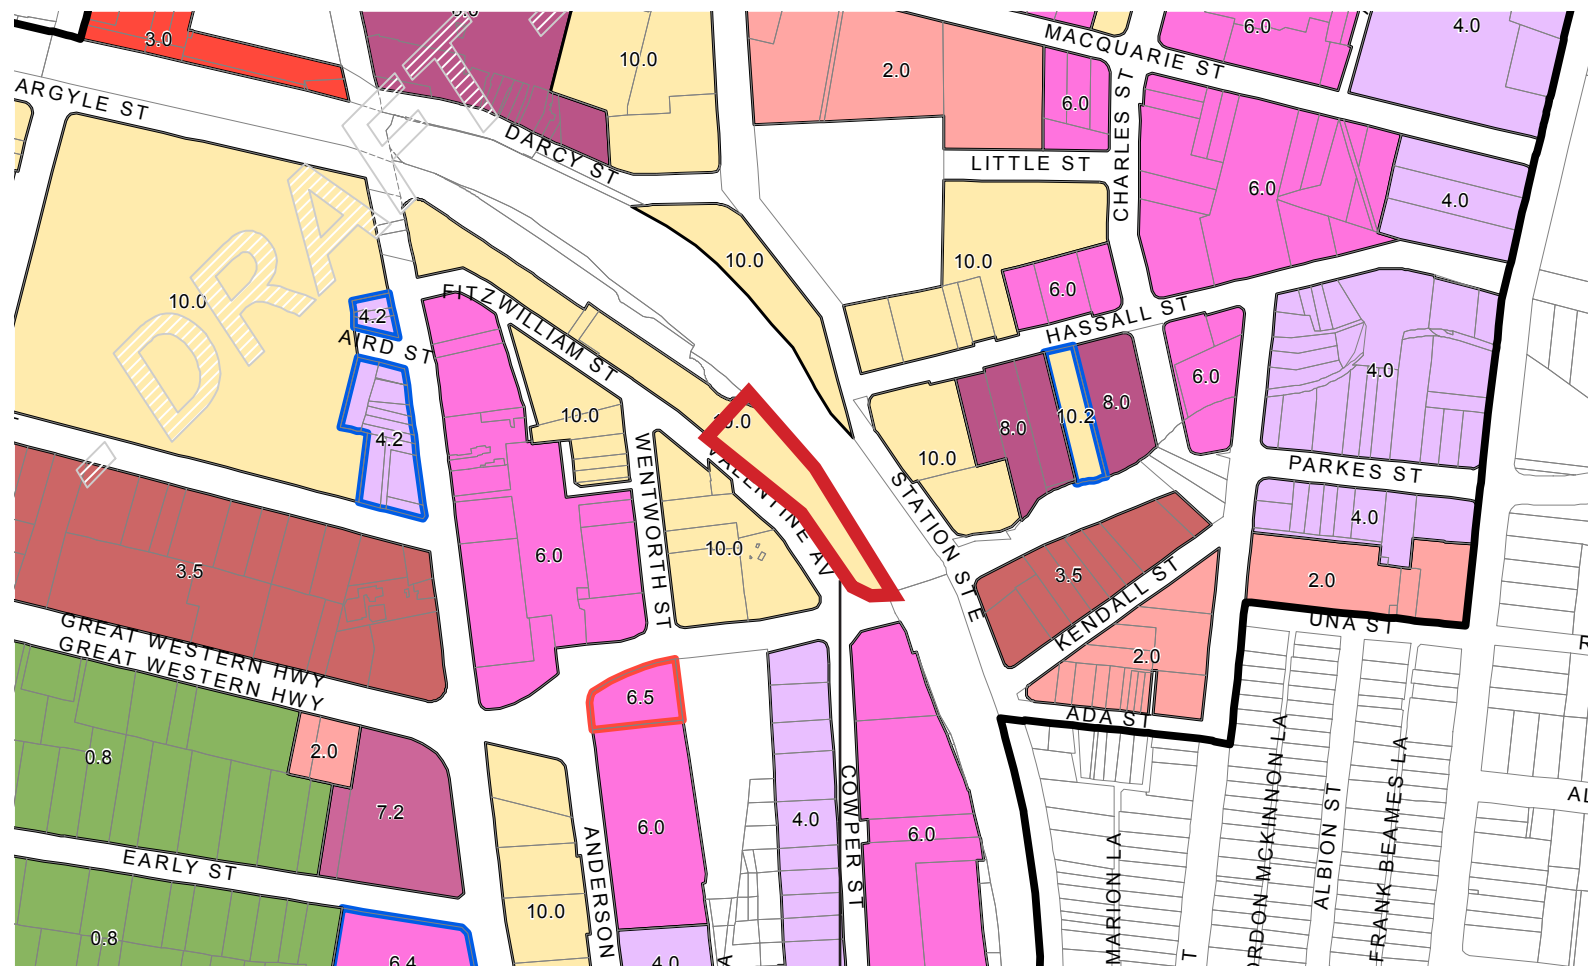 6.0
4.0
3.0
MACQUARIE ST
10.0
2.0
6.0
ARGYLE ST
DARCY ST
CHARLES ST
LITTLE ST
6.0
4.0
DRAFT
10.0
10.0
10.0
6.0
4.2
FITZWILLIAM ST
HASSALL ST
AIRD ST
4.0
6.0
10.0
10.2
8.0
8.0
4.2
10.0
WENTWORTH ST
VALENTINE AV
STATION ST E
PARKES ST
4.0
3.5
6.0
10.0
3.5
KENDALL ST
2.0
UNA ST
GREAT WESTERN HWY
GREAT WESTERN HWY
2.0
6.5
ADA ST
0.8
2.0
7.2
COWPER ST
4.0
6.0
6.0
EARLY ST
ANDERSON
MARION LA
ALBION ST
FRANK BEAMES LA
10.0
0.8
6.4
4.0